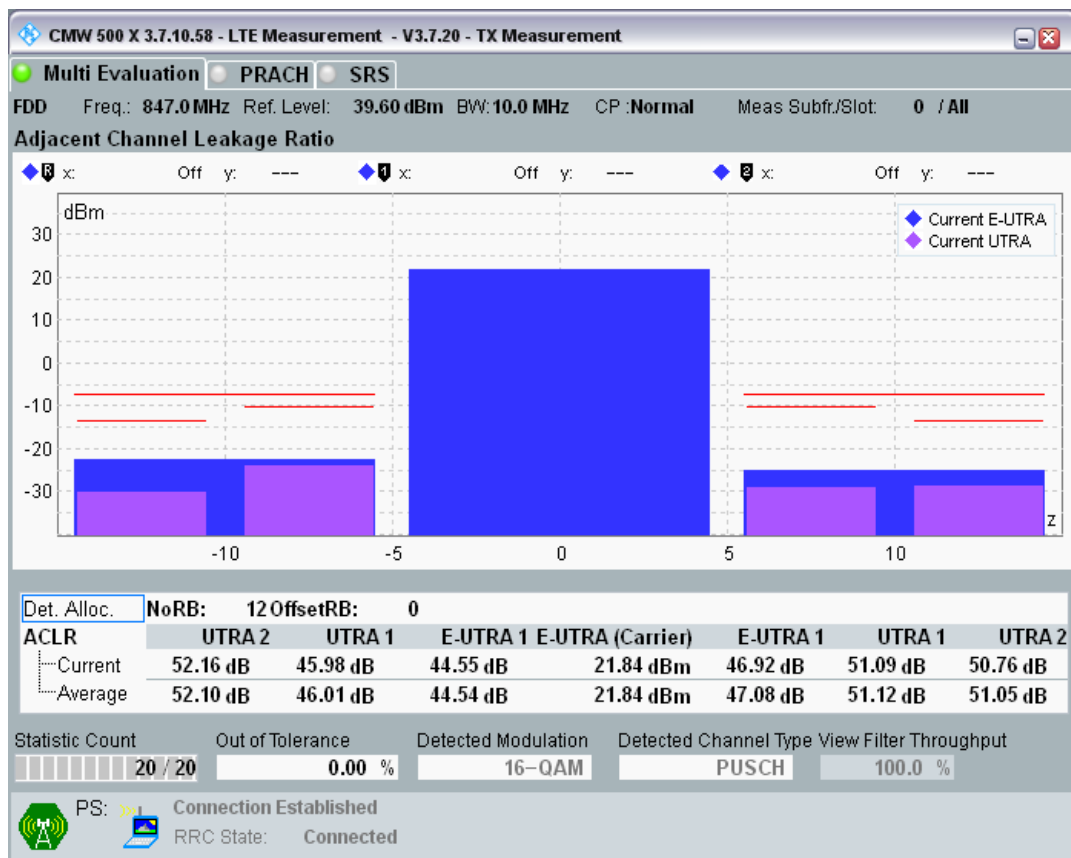 CMW 500 X 3.7.10.58 - LTE Measurement - V3.7.20 - TX Measurement
Multi Evaluation PRACH SRS
FDD Freq.: 847.0 MHz Ref. Level: 39.60 dBm BW: 10.0 MHz CP :Normal Meas Subfr./Slot: 0 / All
Adjacent Channel Leakage Ratio
R x: Off y: --- 1 x: Off y: --- 2 x: Off y: ---
dBm
Current E-UTRA
Current UTRA
30
20
10
0
-10
-20
-30
z
-10 -5 0 5 10
Det. Alloc. NoRB: 12 OffsetRB: 0
ACLR UTRA 2 UTRA 1 E-UTRA 1 E-UTRA (Carrier) E-UTRA 1 UTRA 1 UTRA 2
Current 52.16 dB 45.98 dB 44.55 dB 21.84 dBm 46.92 dB 51.09 dB 50.76 dB
Average 52.10 dB 46.01 dB 44.54 dB 21.84 dBm 47.08 dB 51.12 dB 51.05 dB
Statistic Count Out of Tolerance Detected Modulation Detected Channel Type View Filter Throughput
20 / 20 0.00 % 16-QAM PUSCH 100.0 %
PS: Connection Established
RRC State: Connected